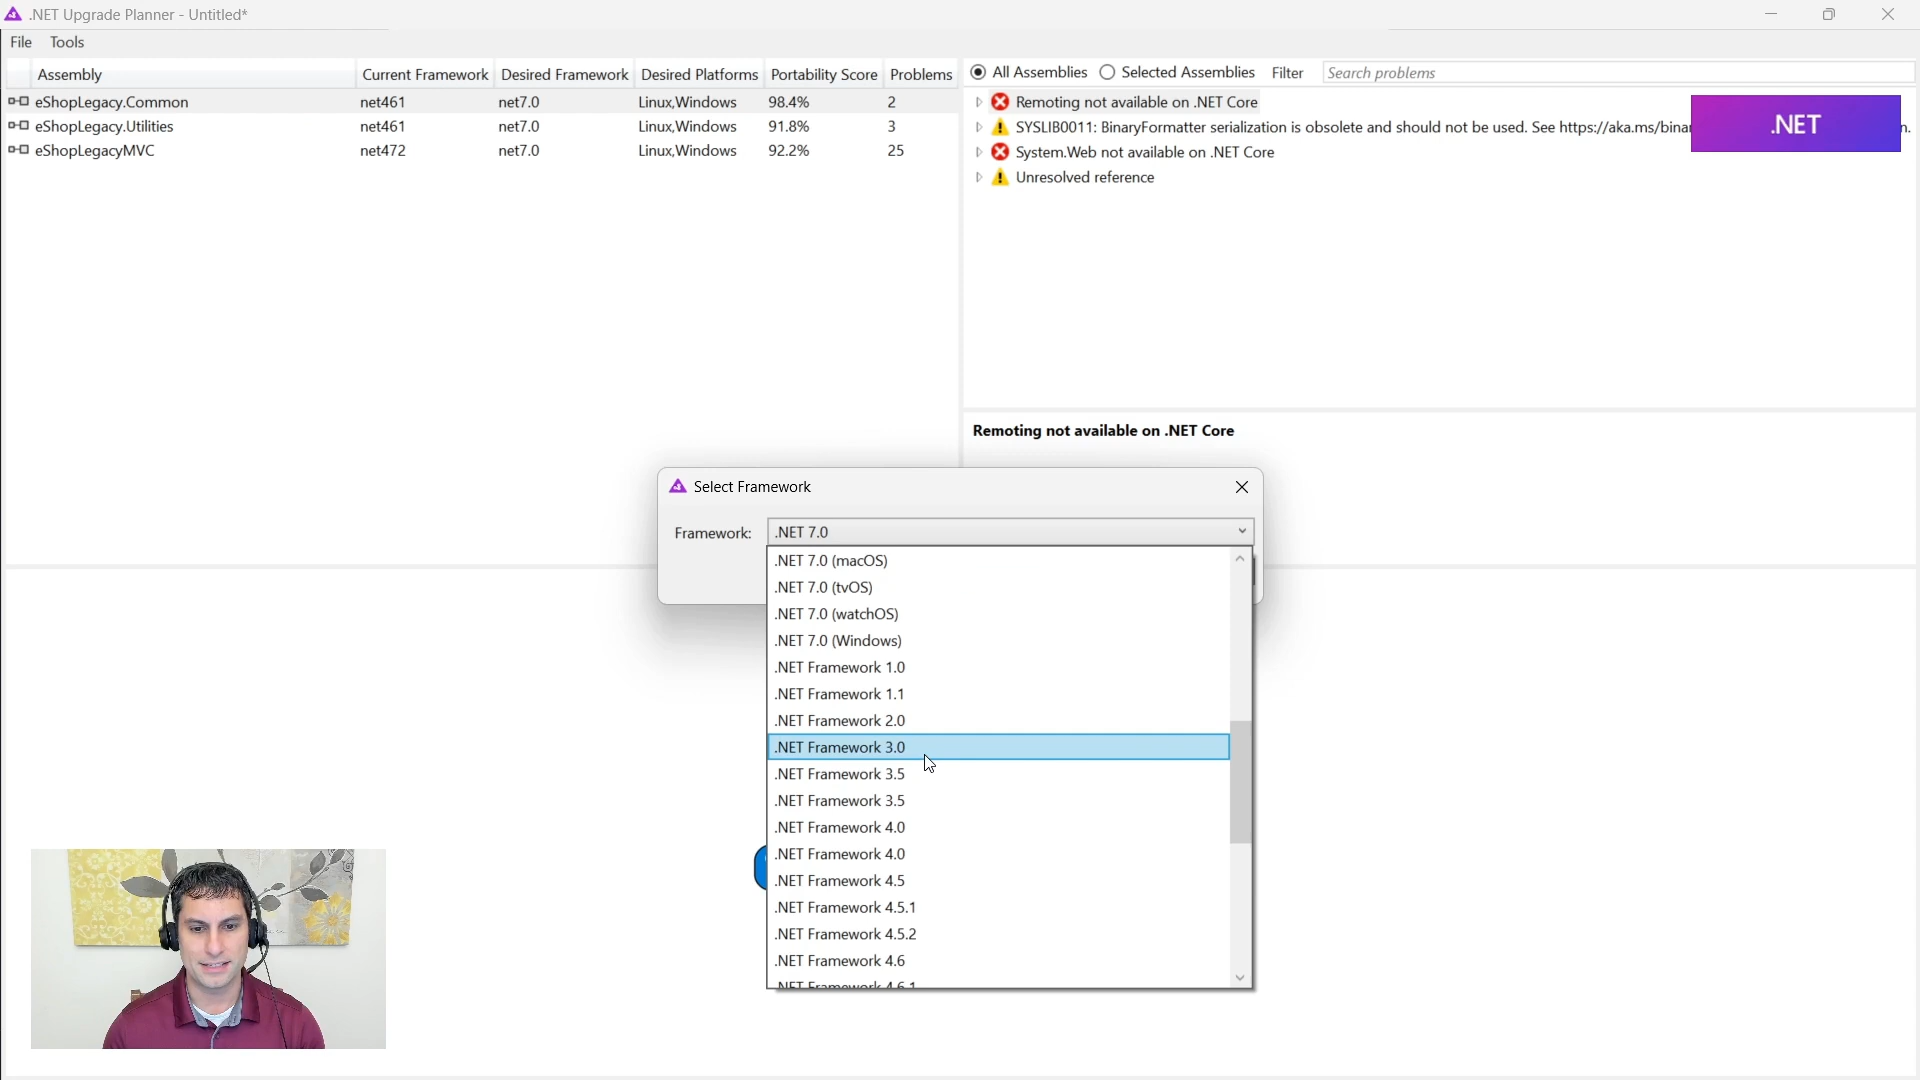 .NET Upgrade Planner - Untitled*
File Tools
Assembly Current Framework Desired Framework Desired Platforms Portability Score Problems
eShopLegacy.Common net461 net7.0 Linux,Windows 98.4% 2
eShopLegacy.Utilities net461 net7.0 Linux,Windows 91.8% 3
eShopLegacyMVC net472 net7.0 Linux,Windows 92.2% 25
All Assemblies Selected Assemblies Filter Search problems
Remoting not available on .NET Core
SYSLIB0011: BinaryFormatter serialization is obsolete and should not be used. See https://aka.ms/binar
System.Web not available on .NET Core
Unresolved reference
.NET
Remoting not available on .NET Core
Select Framework
Framework: .NET 7.0
.NET 7.0 (macOS)
.NET 7.0 (tvOS)
.NET 7.0 (watchOS)
.NET 7.0 (Windows)
.NET Framework 1.0
.NET Framework 1.1
.NET Framework 2.0
.NET Framework 3.0
.NET Framework 3.5
.NET Framework 3.5
.NET Framework 4.0
.NET Framework 4.0
.NET Framework 4.5
.NET Framework 4.5.1
.NET Framework 4.5.2
.NET Framework 4.6
.NET Framework 4.6.1